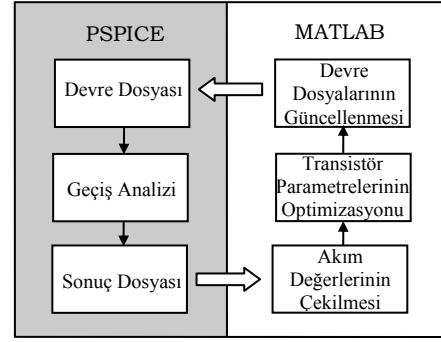 PSPICE
Devre Dosyası
Geçiş Analizi
Sonuç Dosyası
MATLAB
Devre
Dosyalarının
Güncellenmesi
Transistör
Parametrelerinin
Optimizasyonu
Akım
Değerlerinin
Çekilmesi